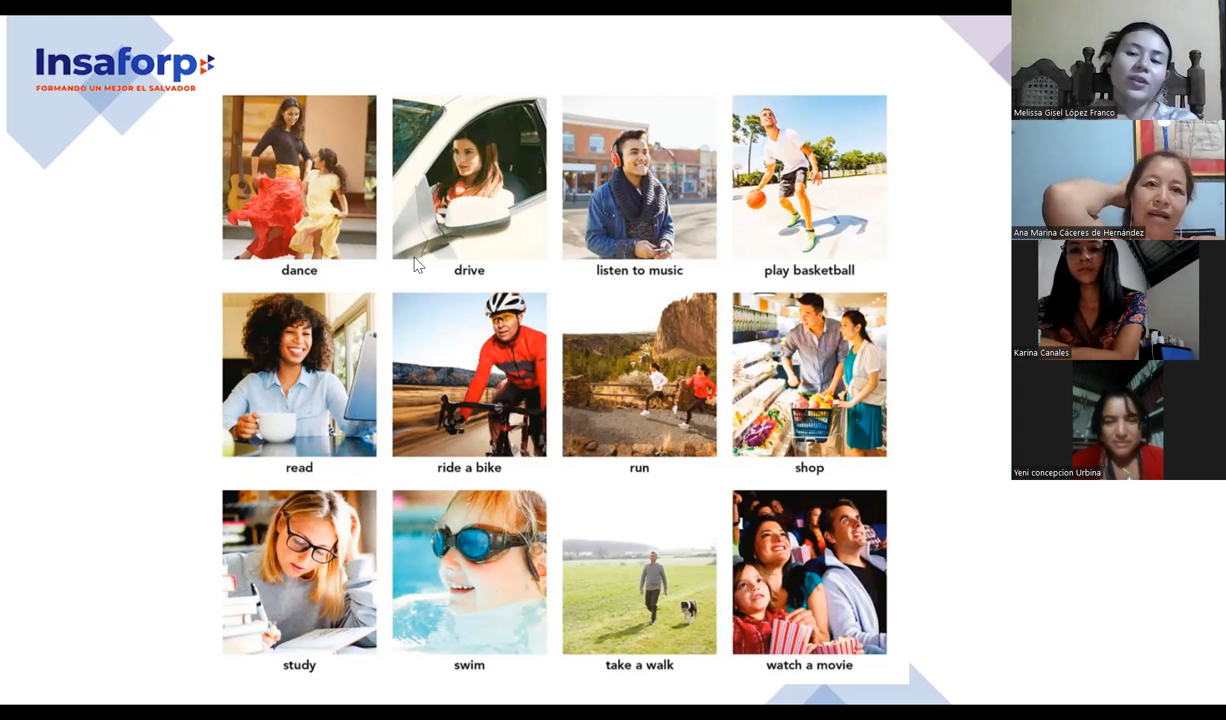 Insaforp
FORMANDO UN MEJOR EL SALVADOR
dance
drive
listen to music
play basketball
read
ride a bike
run
shop
study
swim
take a walk
watch a movie
Melissa Gisel López Franco
Ana Marina Cáceres de Hernández
Karina Canales
Yeni concepcion Urbina